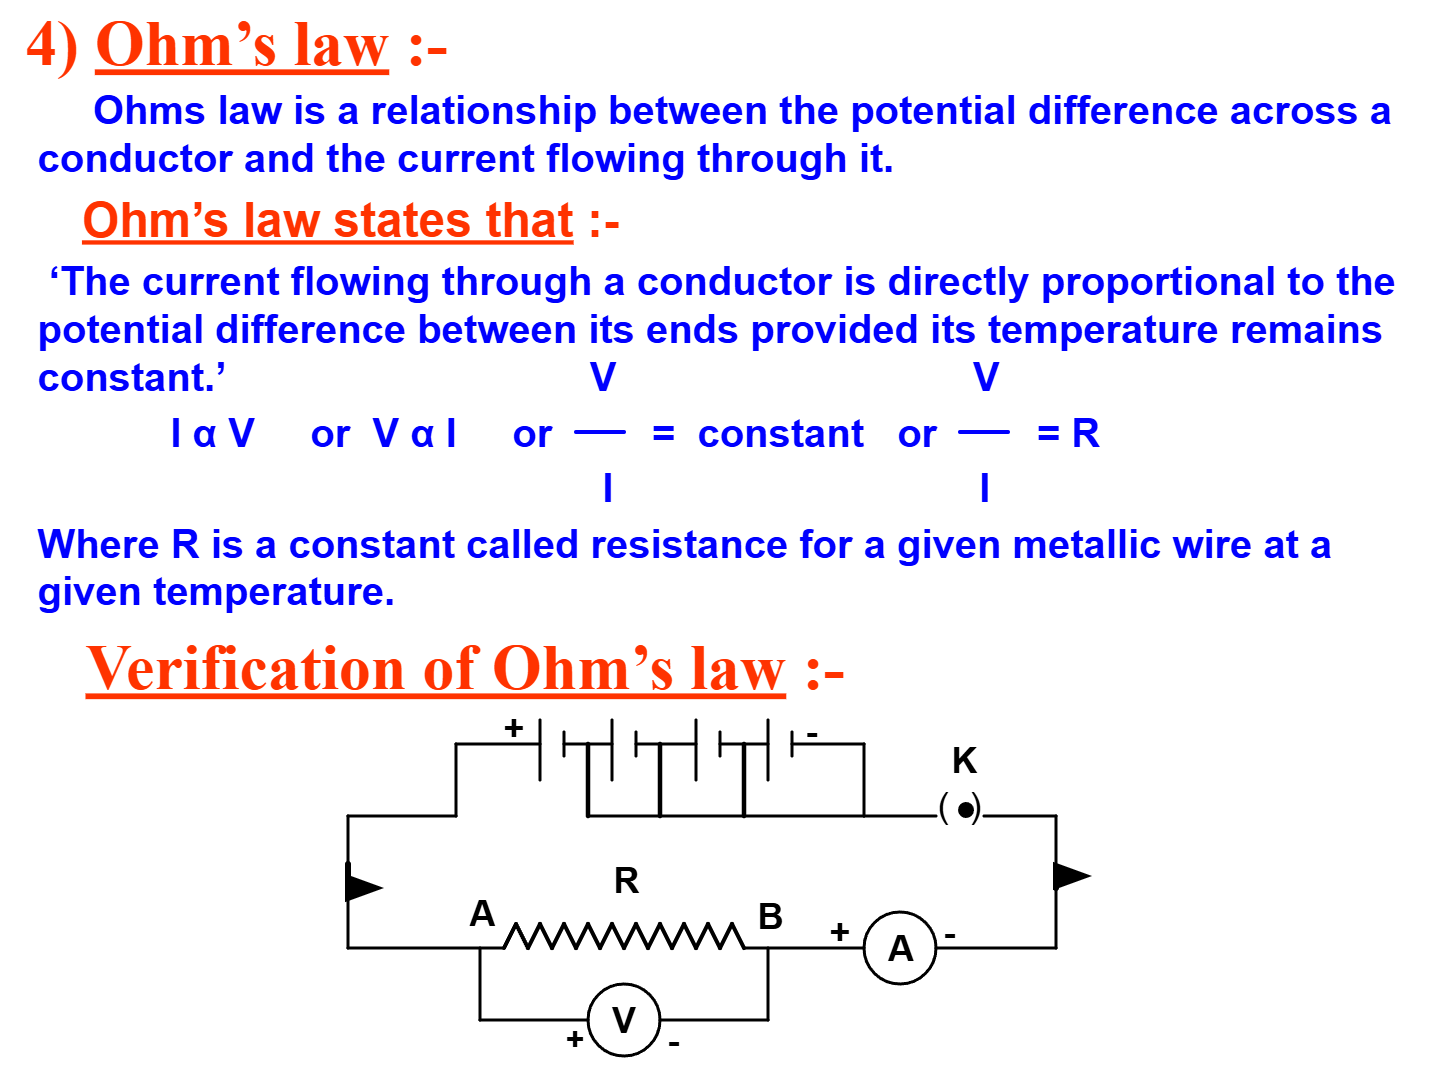 4) Ohm’s law :-
Ohms law is a relationship between the potential difference across a
conductor and the current flowing through it.
Ohm’s law states that :-
‘The current flowing through a conductor is directly proportional to the
potential difference between its ends provided its temperature remains
constant.’ V V
I α V or V α I or — = constant or — = R
I I
Where R is a constant called resistance for a given metallic wire at a
given temperature.
Verification of Ohm’s law :-
+ -
K
( )
R
A B
+ A -
V
+ -